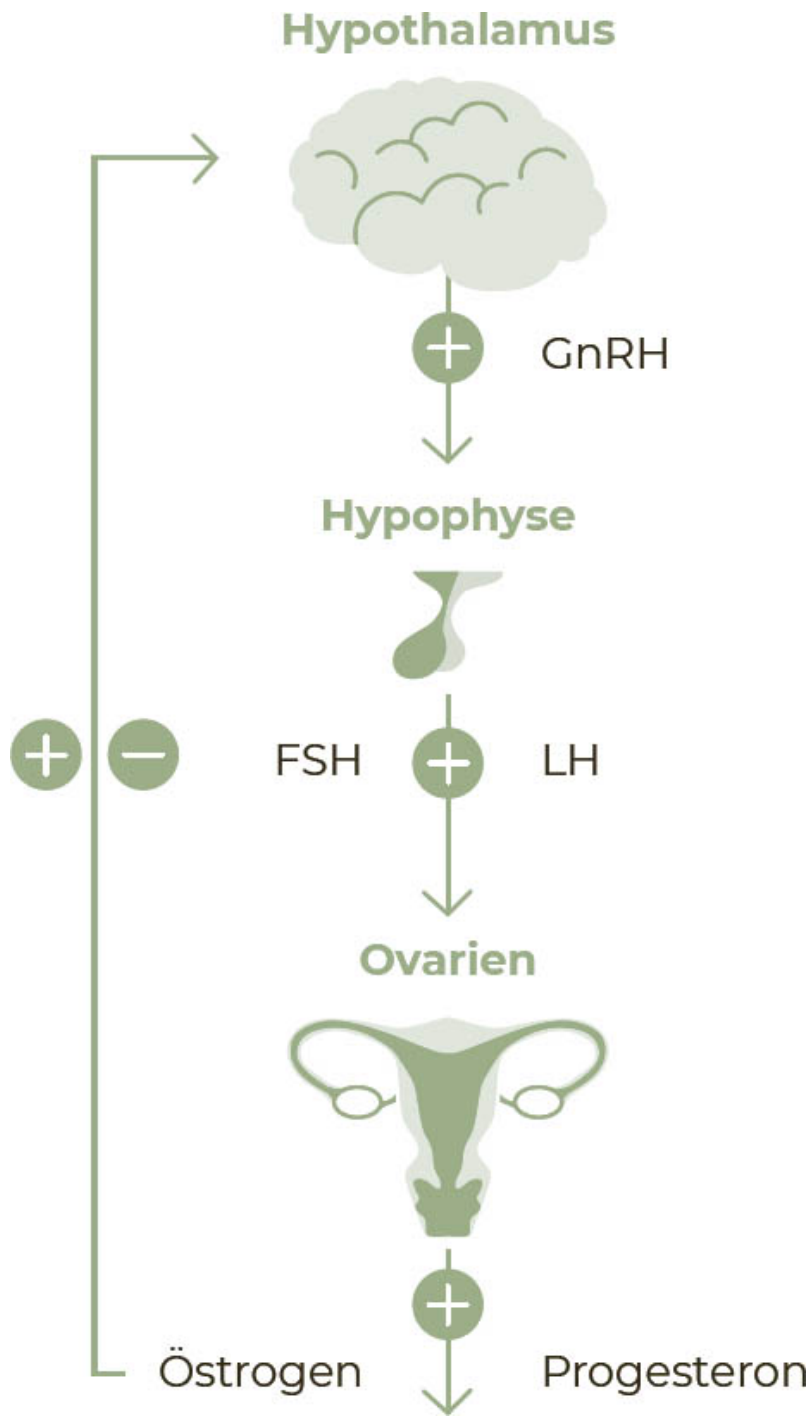 Hypothalamus
GnRH
Hypophyse
FSH LH
Ovarien
Östrogen Progesteron